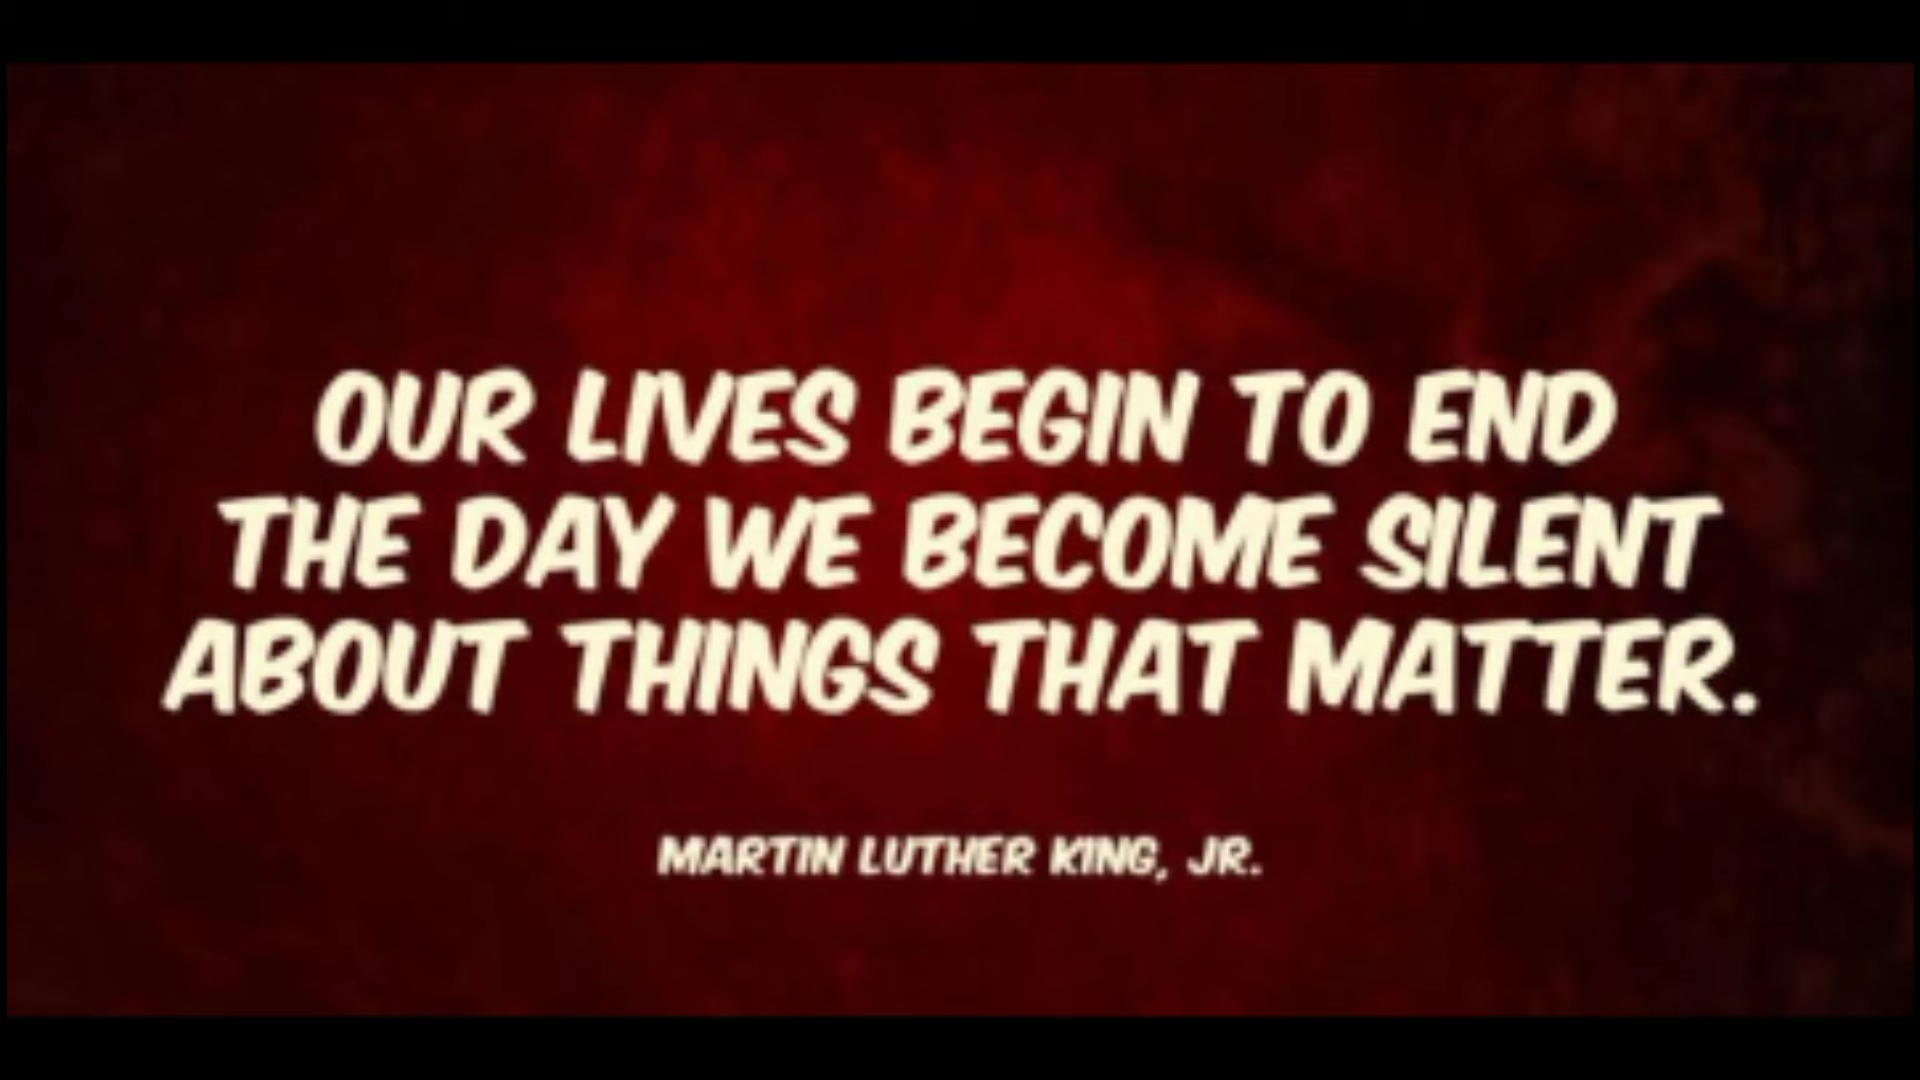 OUR LIVES BEGIN TO END
THE DAY WE BECOME SILENT
ABOUT THINGS THAT MATTER.
MARTIN LUTHER KING, JR.